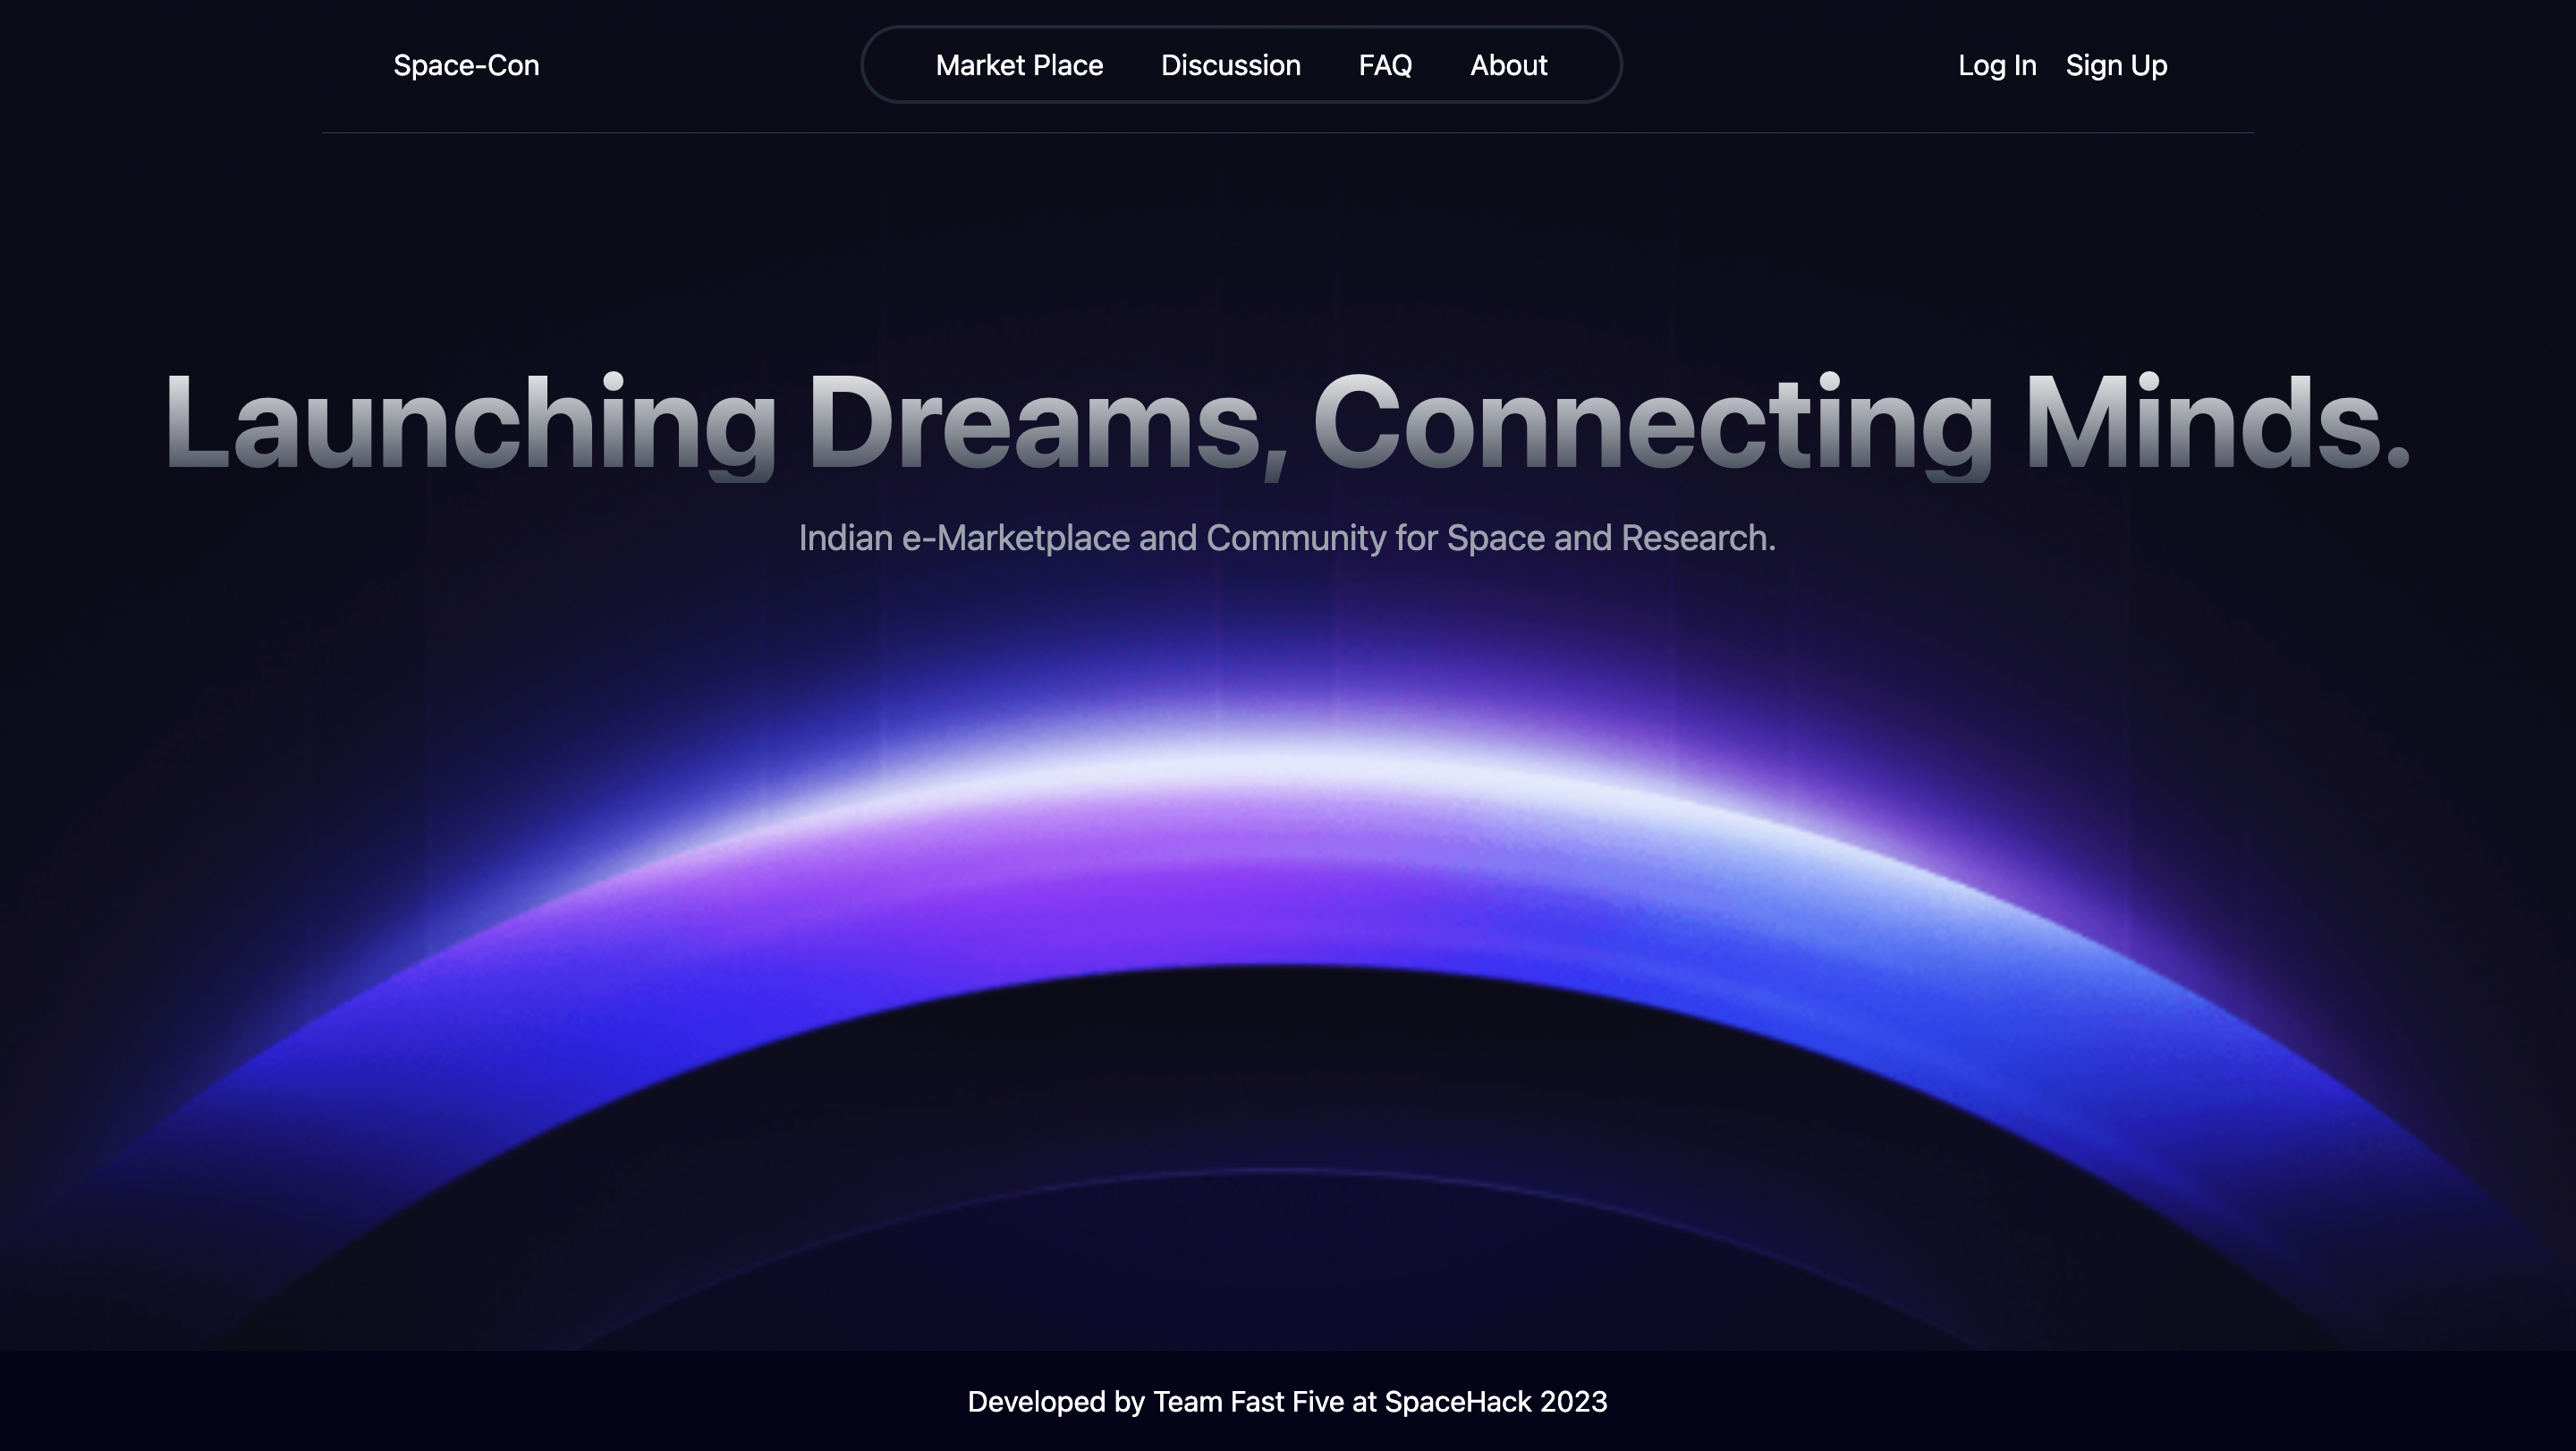 Space-Con
Market Place
Discussion
FAQ
About
Log In
Sign Up
Launching Dreams, Connecting Minds.
Indian e-Marketplace and Community for Space and Research.
Developed by Team Fast Five at SpaceHack 2023